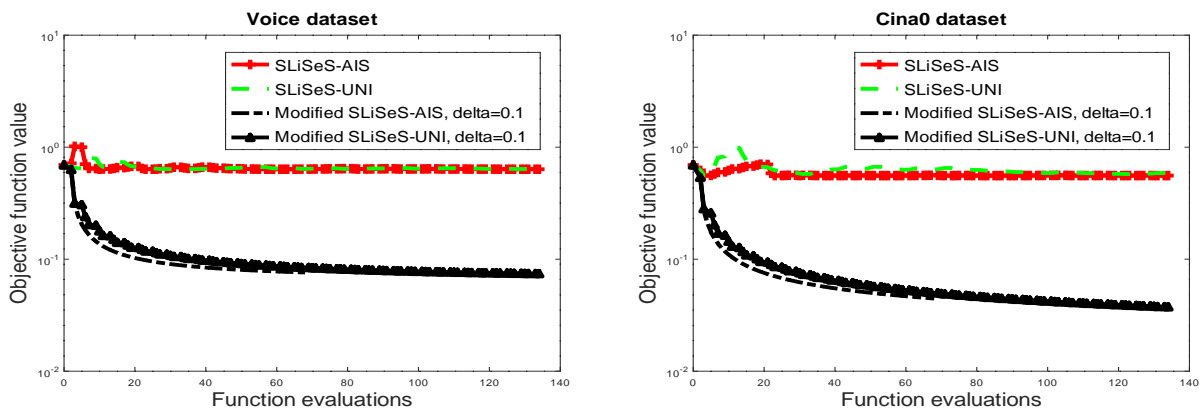 Voice dataset
10^1
10^0
10^-1
10^-2
Objective function value
SLiSeS-AIS
SLiSeS-UNI
Modified SLiSeS-AIS, delta=0.1
Modified SLiSeS-UNI, delta=0.1
0 20 40 60 80 100 120 140
Function evaluations
Cina0 dataset
10^1
10^0
10^-1
10^-2
Objective function value
SLiSeS-AIS
SLiSeS-UNI
Modified SLiSeS-AIS, delta=0.1
Modified SLiSeS-UNI, delta=0.1
0 20 40 60 80 100 120 140
Function evaluations